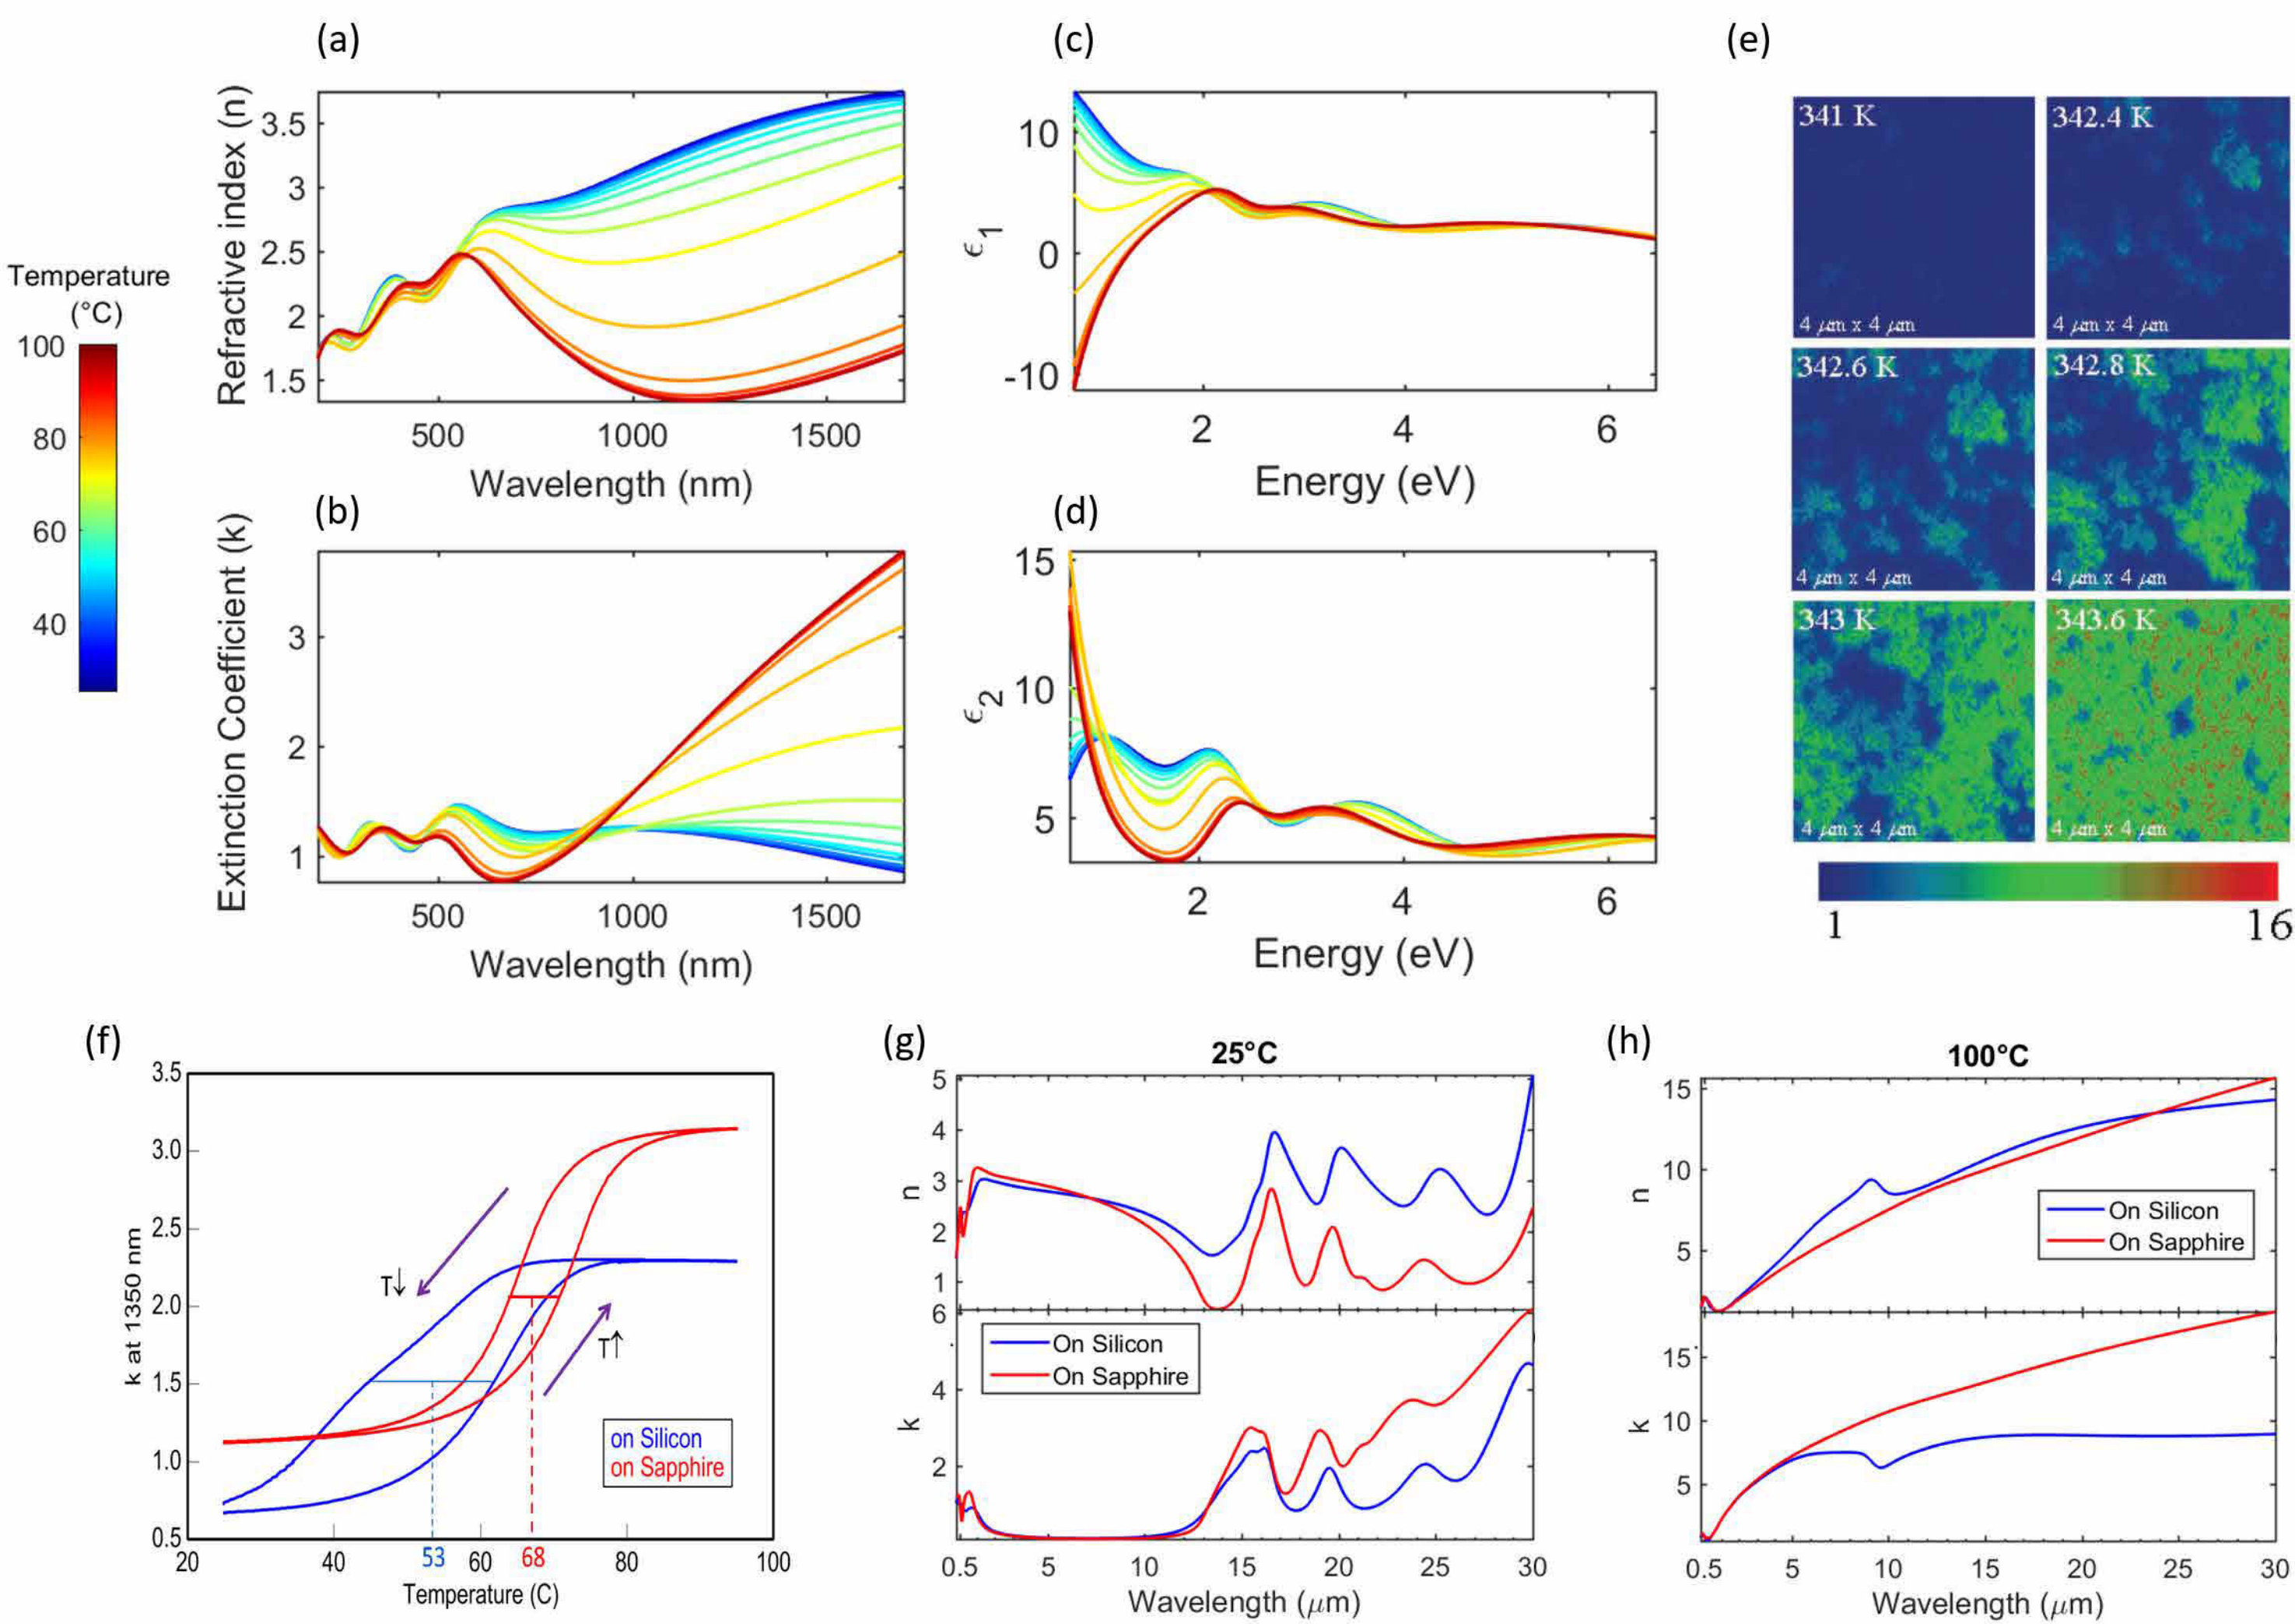 (a)
Refractive index (n)
3.5
3
2.5
2
1.5
500 1000 1500
Wavelength (nm)
Temperature
(°C)
100
80
60
40
(b)
Extinction Coefficient (k)
3
2
1
500 1000 1500
Wavelength (nm)
(c)
ϵ1
10
0
-10
2 4 6
Energy (eV)
(d)
ϵ2
15
10
5
2 4 6
Energy (eV)
(e)
341 K
4 μm x 4 μm
342.4 K
4 μm x 4 μm
342.6 K
4 μm x 4 μm
342.8 K
4 μm x 4 μm
343 K
4 μm x 4 μm
343.6 K
4 μm x 4 μm
1 16
(f)
k at 1350 nm
3.5
3.0
2.5
2.0
1.5
1.0
0.5
T↓
T↑
on Silicon
on Sapphire
20 40 53 60 68 80 100
Temperature (C)
(g)
25°C
n
5
4
3
2
1
k
6
4
2
On Silicon
On Sapphire
0.5 5 10 15 20 25 30
Wavelength (μm)
(h)
100°C
n
15
10
5
On Silicon
On Sapphire
k
15
10
5
0.5 5 10 15 20 25 30
Wavelength (μm)